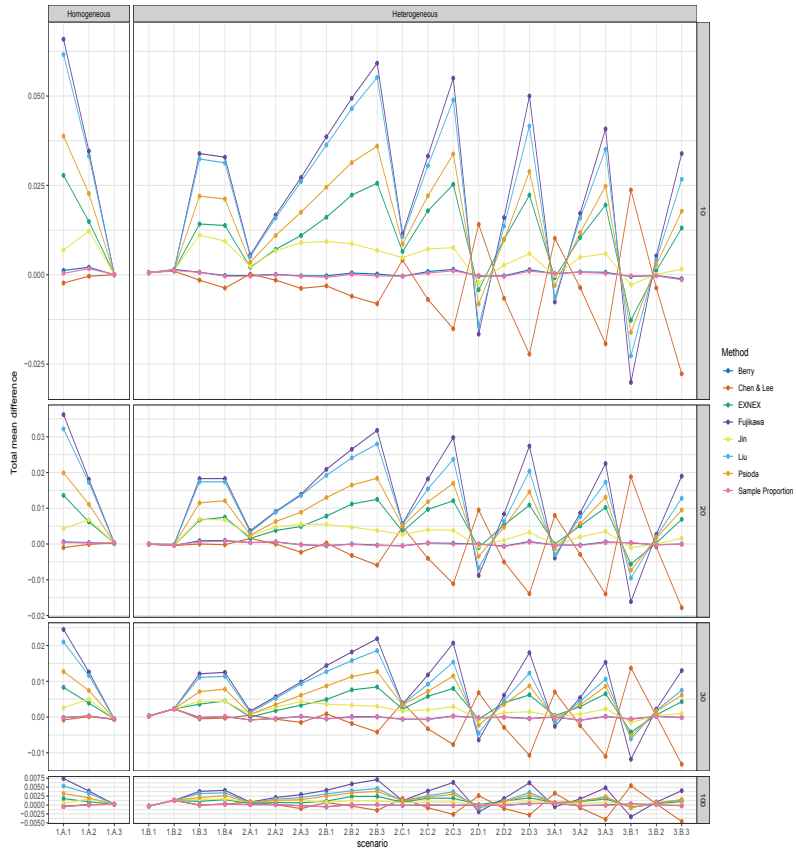 Homogeneous
Heterogeneous
0.050
0.025
0.000
−0.025
10
0.03
0.02
0.01
0.00
−0.01
−0.02
20
0.02
0.01
0.00
−0.01
30
0.0075
0.0050
0.0025
0.0000
−0.0025
−0.0050
100
1.A.1
1.A.2
1.A.3
1.B.1
1.B.2
1.B.3
1.B.4
2.A.1
2.A.2
2.A.3
2.B.1
2.B.2
2.B.3
2.C.1
2.C.2
2.C.3
2.D.1
2.D.2
2.D.3
3.A.1
3.A.2
3.A.3
3.B.1
3.B.2
3.B.3
scenario
Total mean difference
Method
Berry
Chen & Lee
EXNEX
Fujikawa
Jin
Liu
Psioda
Sample Proportion